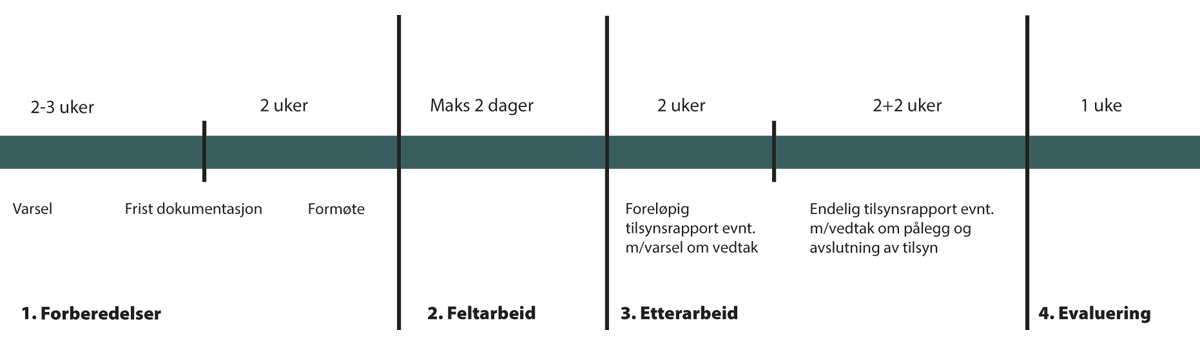 2-3 uker
2 uker
Maks 2 dager
2 uker
2+2 uker
1 uke
Varsel
Frist dokumentasjon
Formøte
Foreløpig
tilsynsrapport evnt.
m/varsel om vedtak
Endelig tilsynsrapport evnt.
m/vedtak om pålegg og
avslutning av tilsyn
1. Forberedelser
2. Feltarbeid
3. Etterarbeid
4. Evaluering